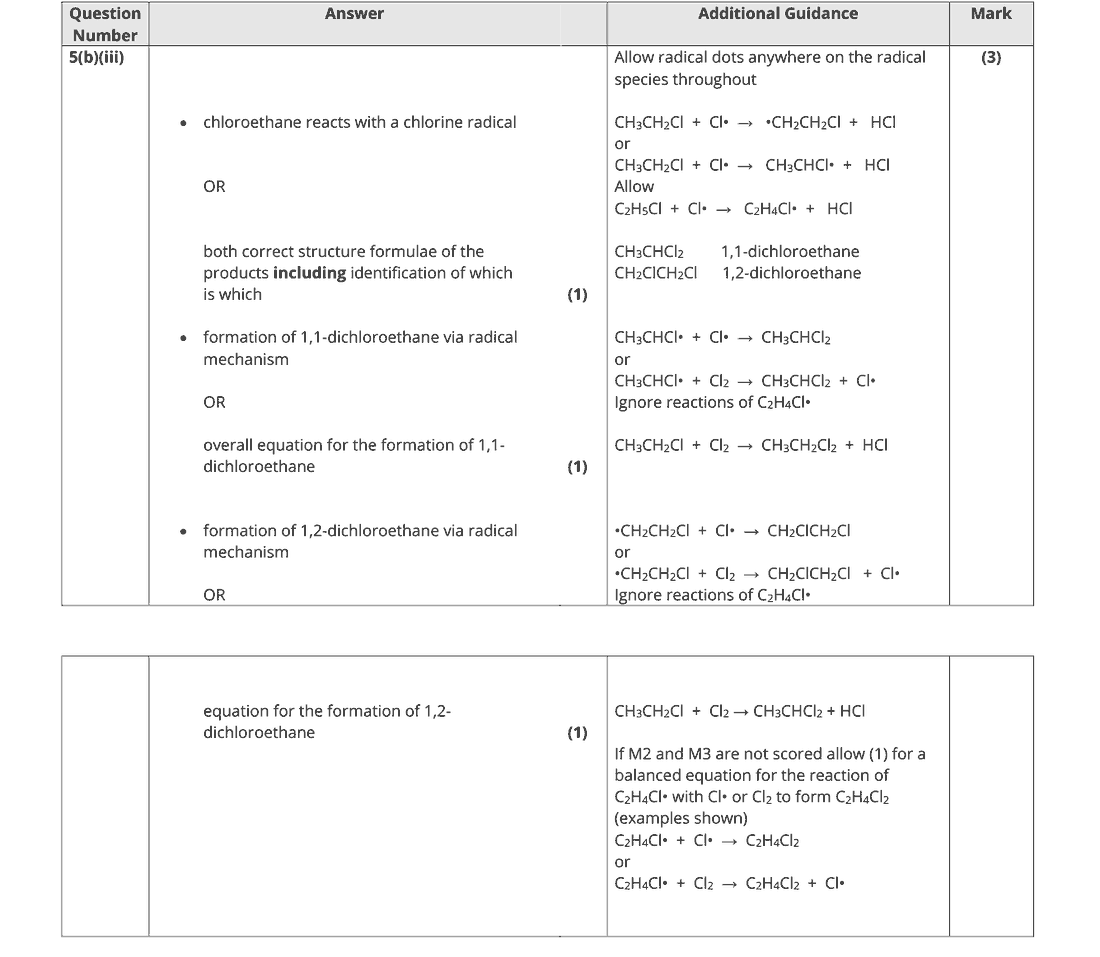 Question Number Answer Additional Guidance Mark
5(b)(iii) Allow radical dots anywhere on the radical (3)
species throughout
• chloroethane reacts with a chlorine radical CH₃CH₂Cl + Cl• → •CH₂CH₂Cl + HCl
or
CH₃CH₂Cl + Cl• → CH₃CHCl• + HCl
OR Allow
C₂H₅Cl + Cl• → C₂H₄Cl• + HCl
both correct structure formulae of the CH₃CHCl₂ 1,1-dichloroethane
products including identification of which CH₂ClCH₂Cl 1,2-dichloroethane
is which (1)
• formation of 1,1-dichloroethane via radical CH₃CHCl• + Cl• → CH₃CHCl₂
mechanism or
CH₃CHCl• + Cl₂ → CH₃CHCl₂ + Cl•
OR Ignore reactions of C₂H₄Cl•
overall equation for the formation of 1,1- CH₃CH₂Cl + Cl₂ → CH₃CH₂Cl₂ + HCl
dichloroethane (1)
• formation of 1,2-dichloroethane via radical •CH₂CH₂Cl + Cl• → CH₂ClCH₂Cl
mechanism or
•CH₂CH₂Cl + Cl₂ → CH₂ClCH₂Cl + Cl•
OR Ignore reactions of C₂H₄Cl•
equation for the formation of 1,2- CH₃CH₂Cl + Cl₂ → CH₃CHCl₂ + HCl
dichloroethane (1)
If M2 and M3 are not scored allow (1) for a
balanced equation for the reaction of
C₂H₄Cl• with Cl• or Cl₂ to form C₂H₄Cl₂
(examples shown)
C₂H₄Cl• + Cl• → C₂H₄Cl₂
or
C₂H₄Cl• + Cl₂ → C₂H₄Cl₂ + Cl•